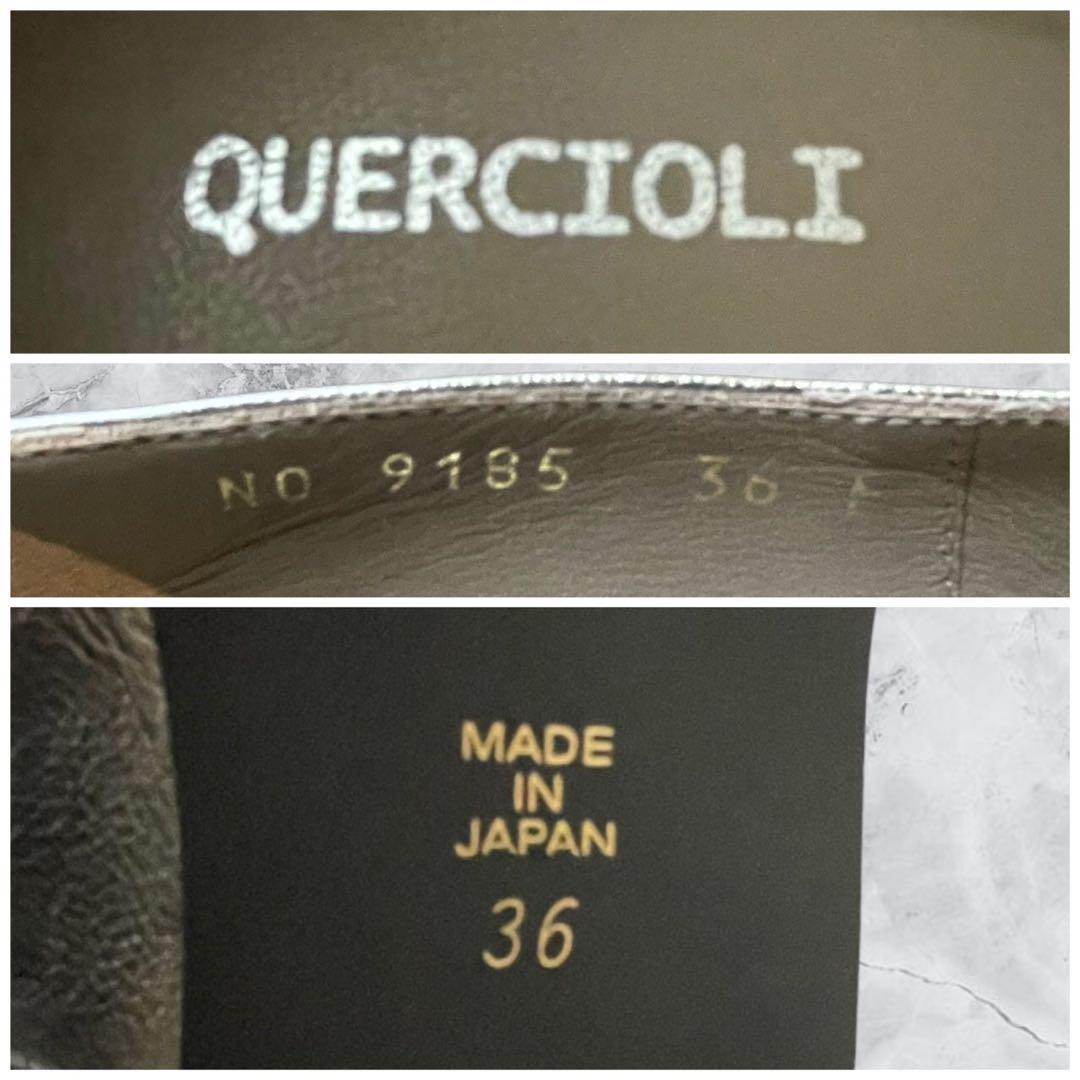 QUERCIOLI
NO 9185 36 F
MADE
IN
JAPAN
36